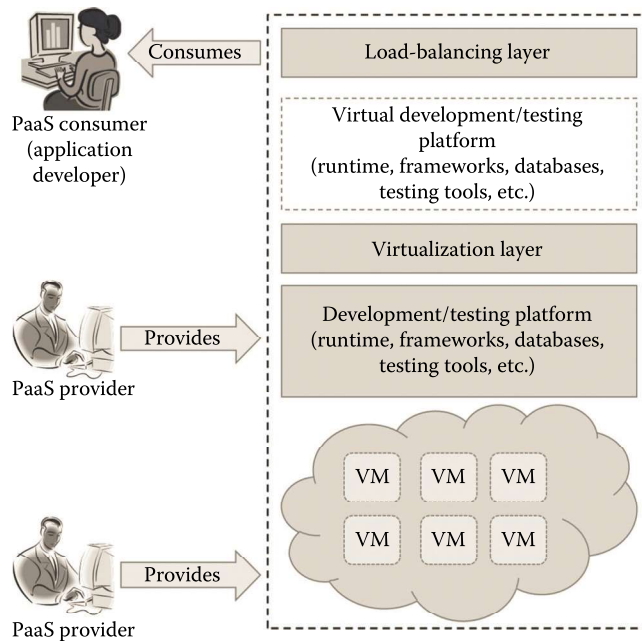 Consumes
Load-balancing layer
PaaS consumer
(application
developer)
Virtual development/testing
platform
(runtime, frameworks, databases,
testing tools, etc.)
Virtualization layer
Provides
PaaS provider
Development/testing platform
(runtime, frameworks, databases,
testing tools, etc.)
VM VM VM
VM VM VM
Provides
PaaS provider